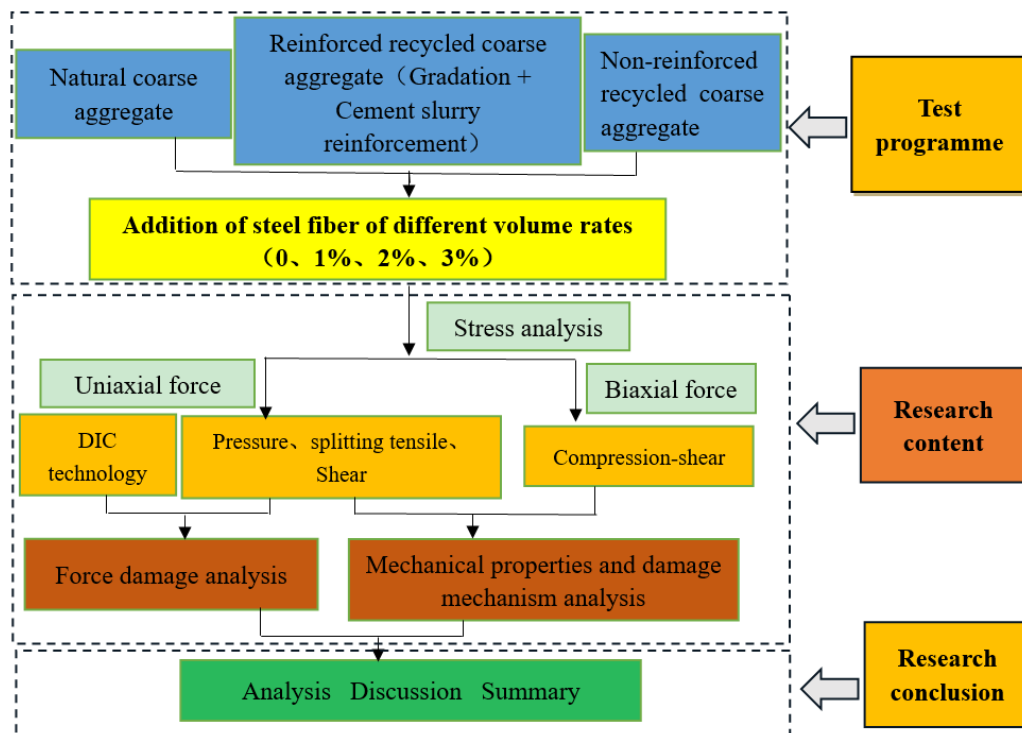 Natural coarse
aggregate
Reinforced recycled coarse
aggregate（Gradation +
Cement slurry
reinforcement）
Non-reinforced
recycled coarse
aggregate
Test
programme
Addition of steel fiber of different volume rates
（0、1%、2%、3%）
Stress analysis
Uniaxial force
Biaxial force
DIC
technology
Pressure、splitting tensile、
Shear
Compression-shear
Research
content
Force damage analysis
Mechanical properties and damage
mechanism analysis
Analysis Discussion Summary
Research
conclusion